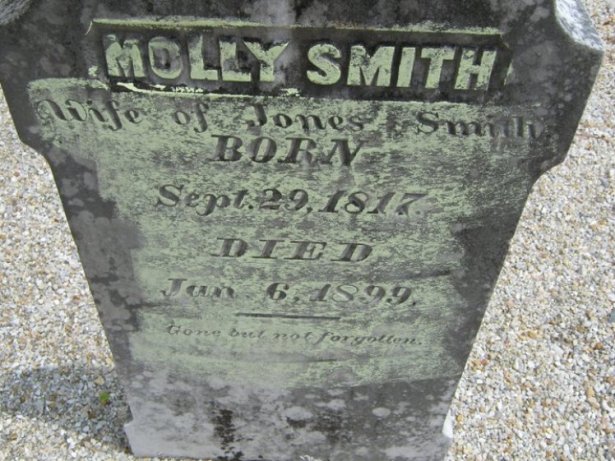 MOLLY SMITH
Wife of Jones Smith
BORN
Sept. 29, 1817.
DIED
Jan 6, 1899.
Gone but not forgotten.